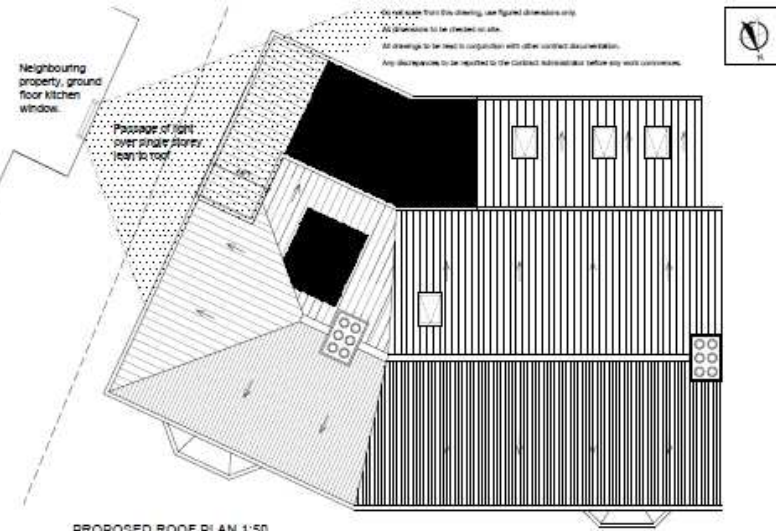 Do not scale from this drawing, use figured dimensions only.
All dimensions to be checked on site.
All drawings to be read in conjunction with other contract documentation.
Any discrepancies to be reported to the Contract Administrator before any work commences.
Neighbouring
property, ground
floor kitchen
window.
Passage of light
over single storey
lean to roof
N
PROPOSED ROOF PLAN 1:50